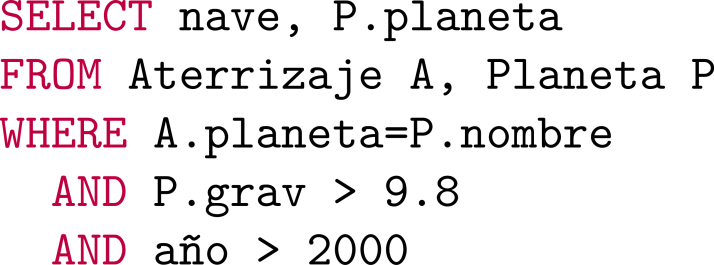 SELECT nave, P.planeta
FROM Aterrizaje A, Planeta P
WHERE A.planeta=P.nombre
AND P.grav > 9.8
AND año > 2000